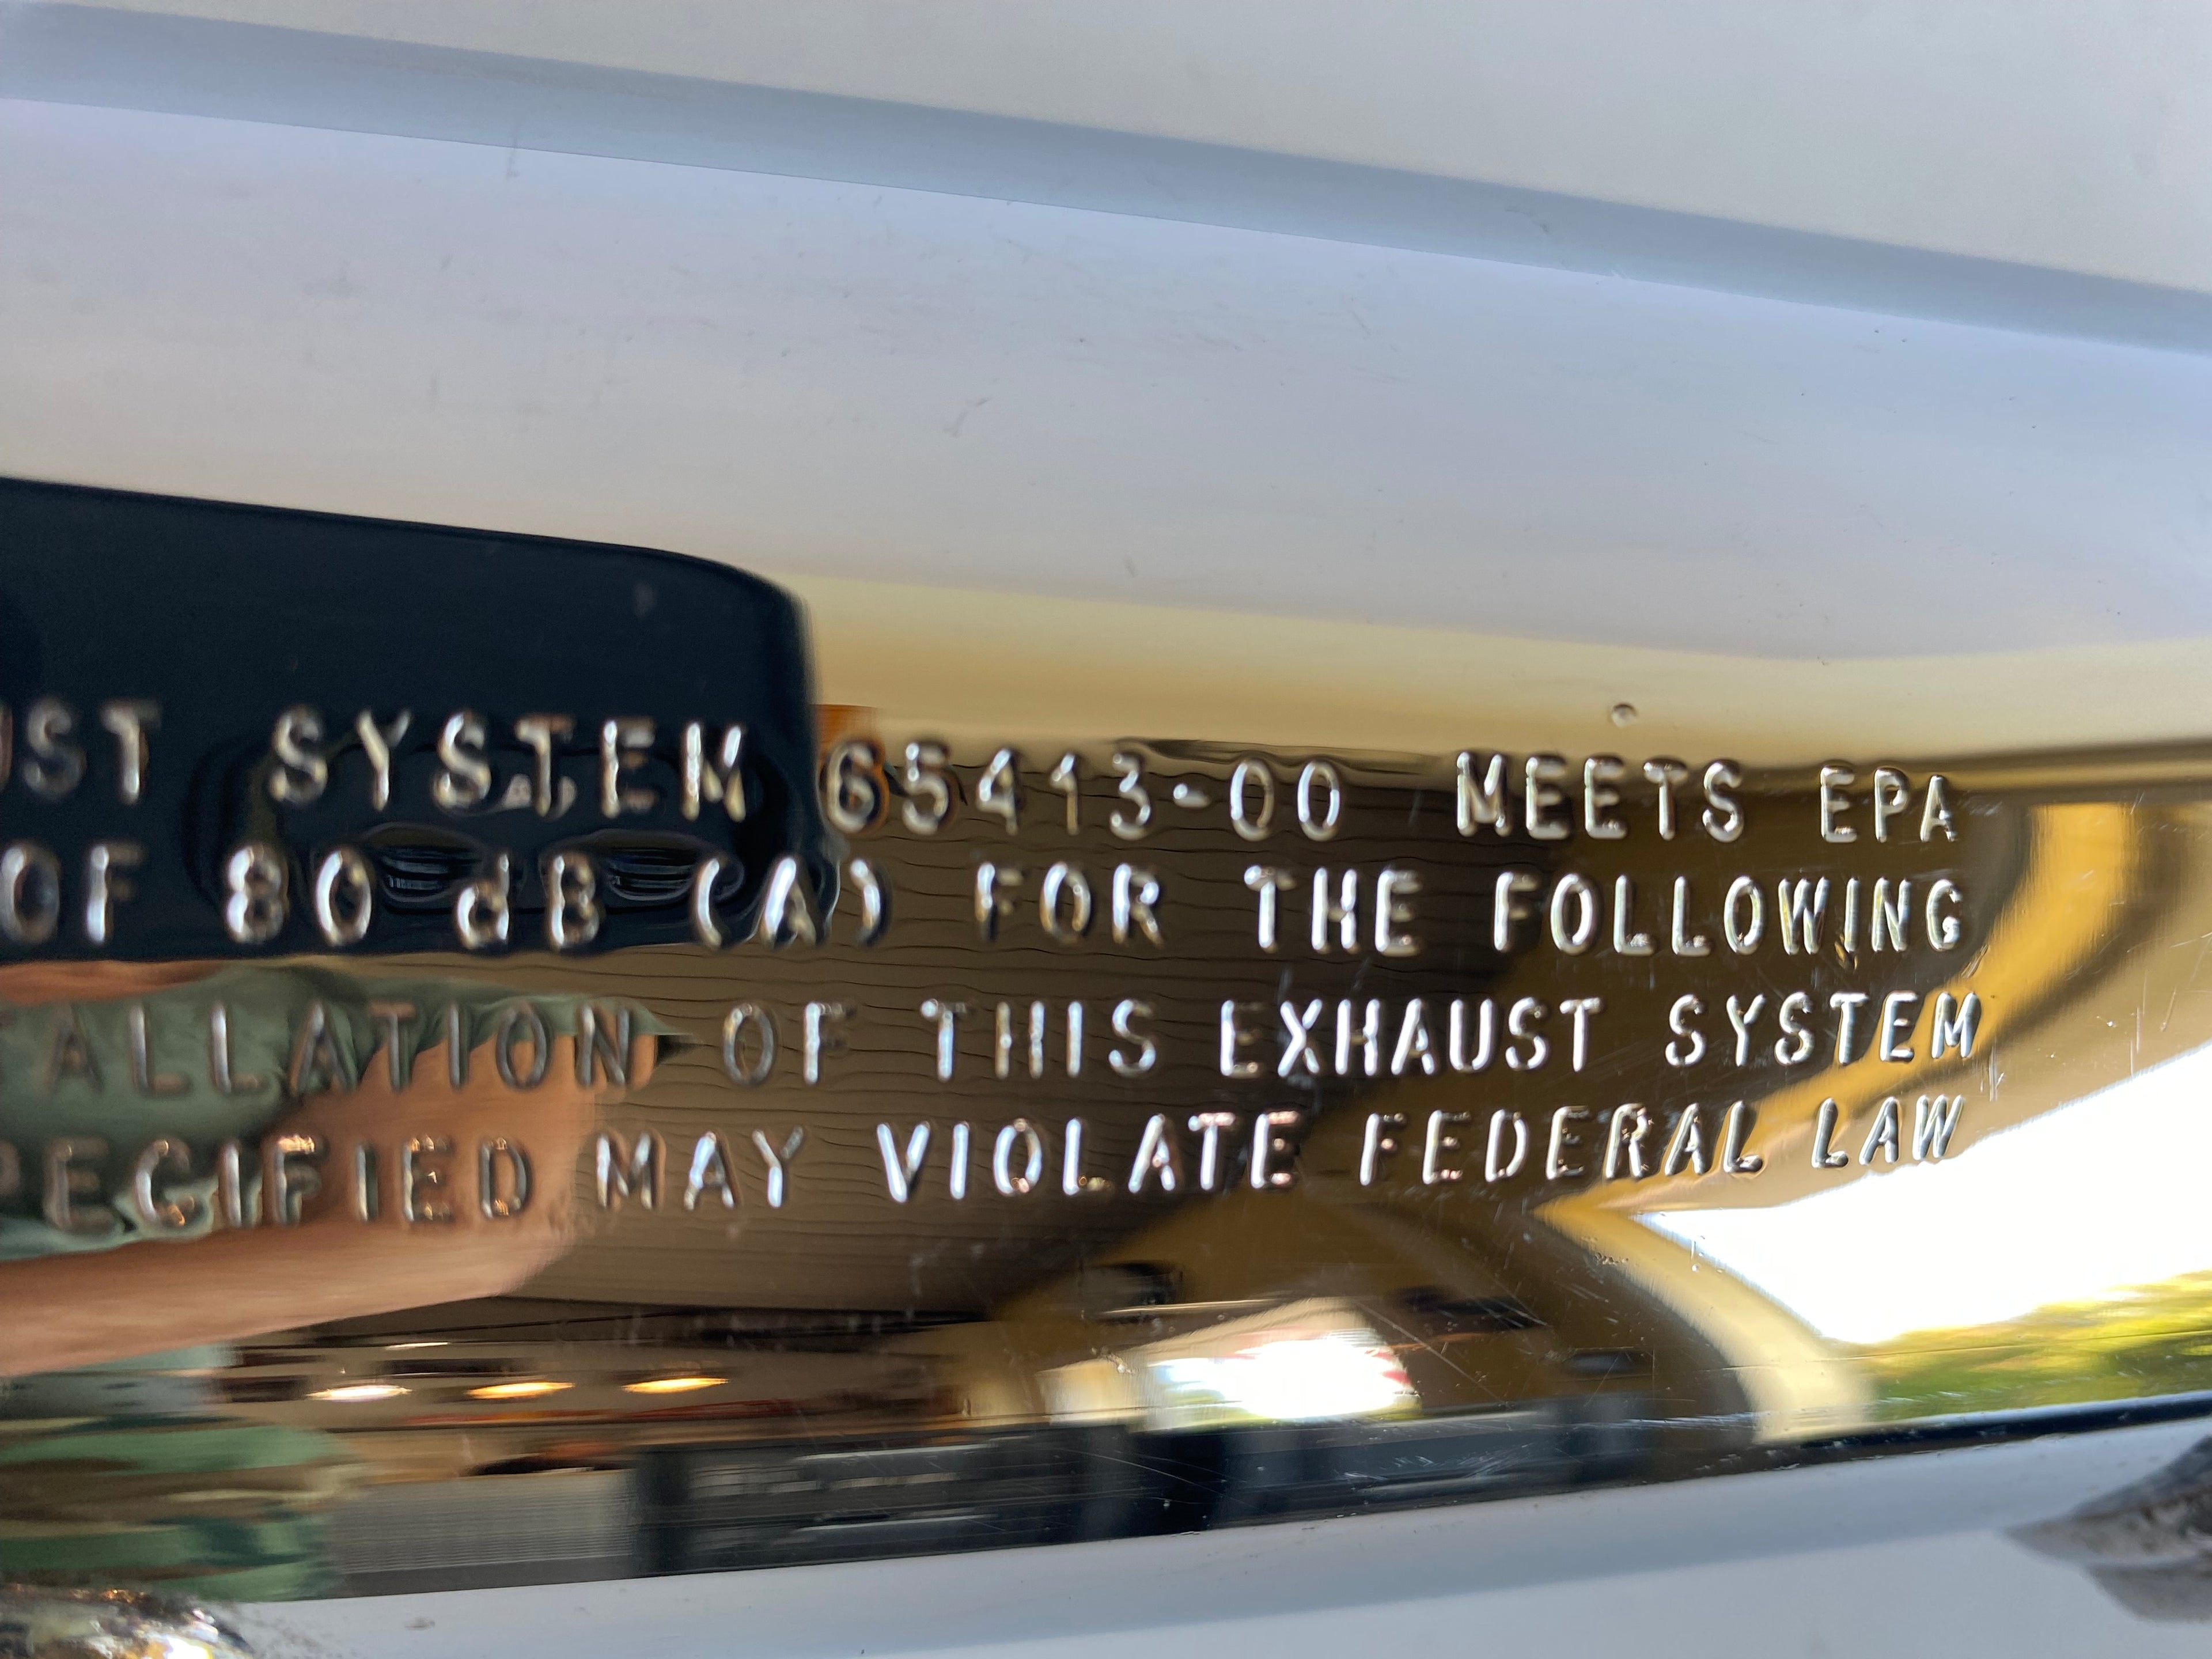 UST SYSTEM 65413-00 MEETS EPA
OF 80 dB (A) FOR THE FOLLOWING
ALLATION OF THIS EXHAUST SYSTEM
PECIFIED MAY VIOLATE FEDERAL LAW